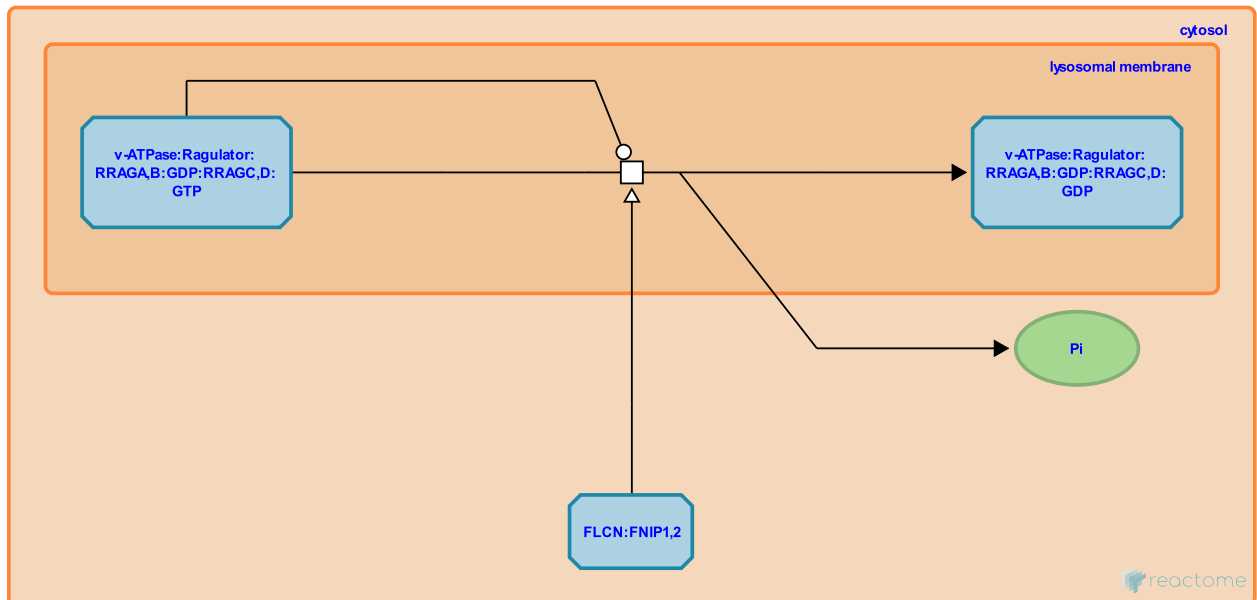 cytosol
lysosomal membrane
v-ATPase:Ragulator:
RRAGA,B:GDP:RRAGC,D:
GTP
v-ATPase:Ragulator:
RRAGA,B:GDP:RRAGC,D:
GDP
Pi
FLCN:FNIP1,2
reactome